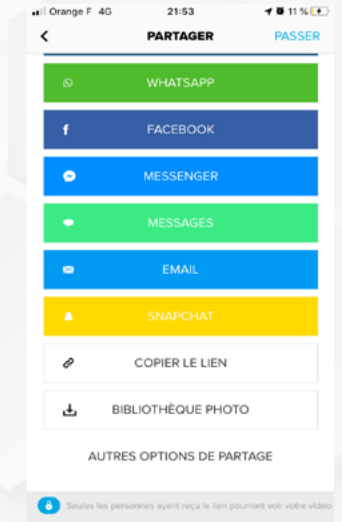 Orange F 4G 21:53 11 %
PARTAGER PASSER
WHATSAPP
FACEBOOK
MESSENGER
MESSAGES
EMAIL
SNAPCHAT
COPIER LE LIEN
BIBLIOTHÈQUE PHOTO
AUTRES OPTIONS DE PARTAGE
Seules les personnes ayant reçu le lien pourront voir votre vidéo